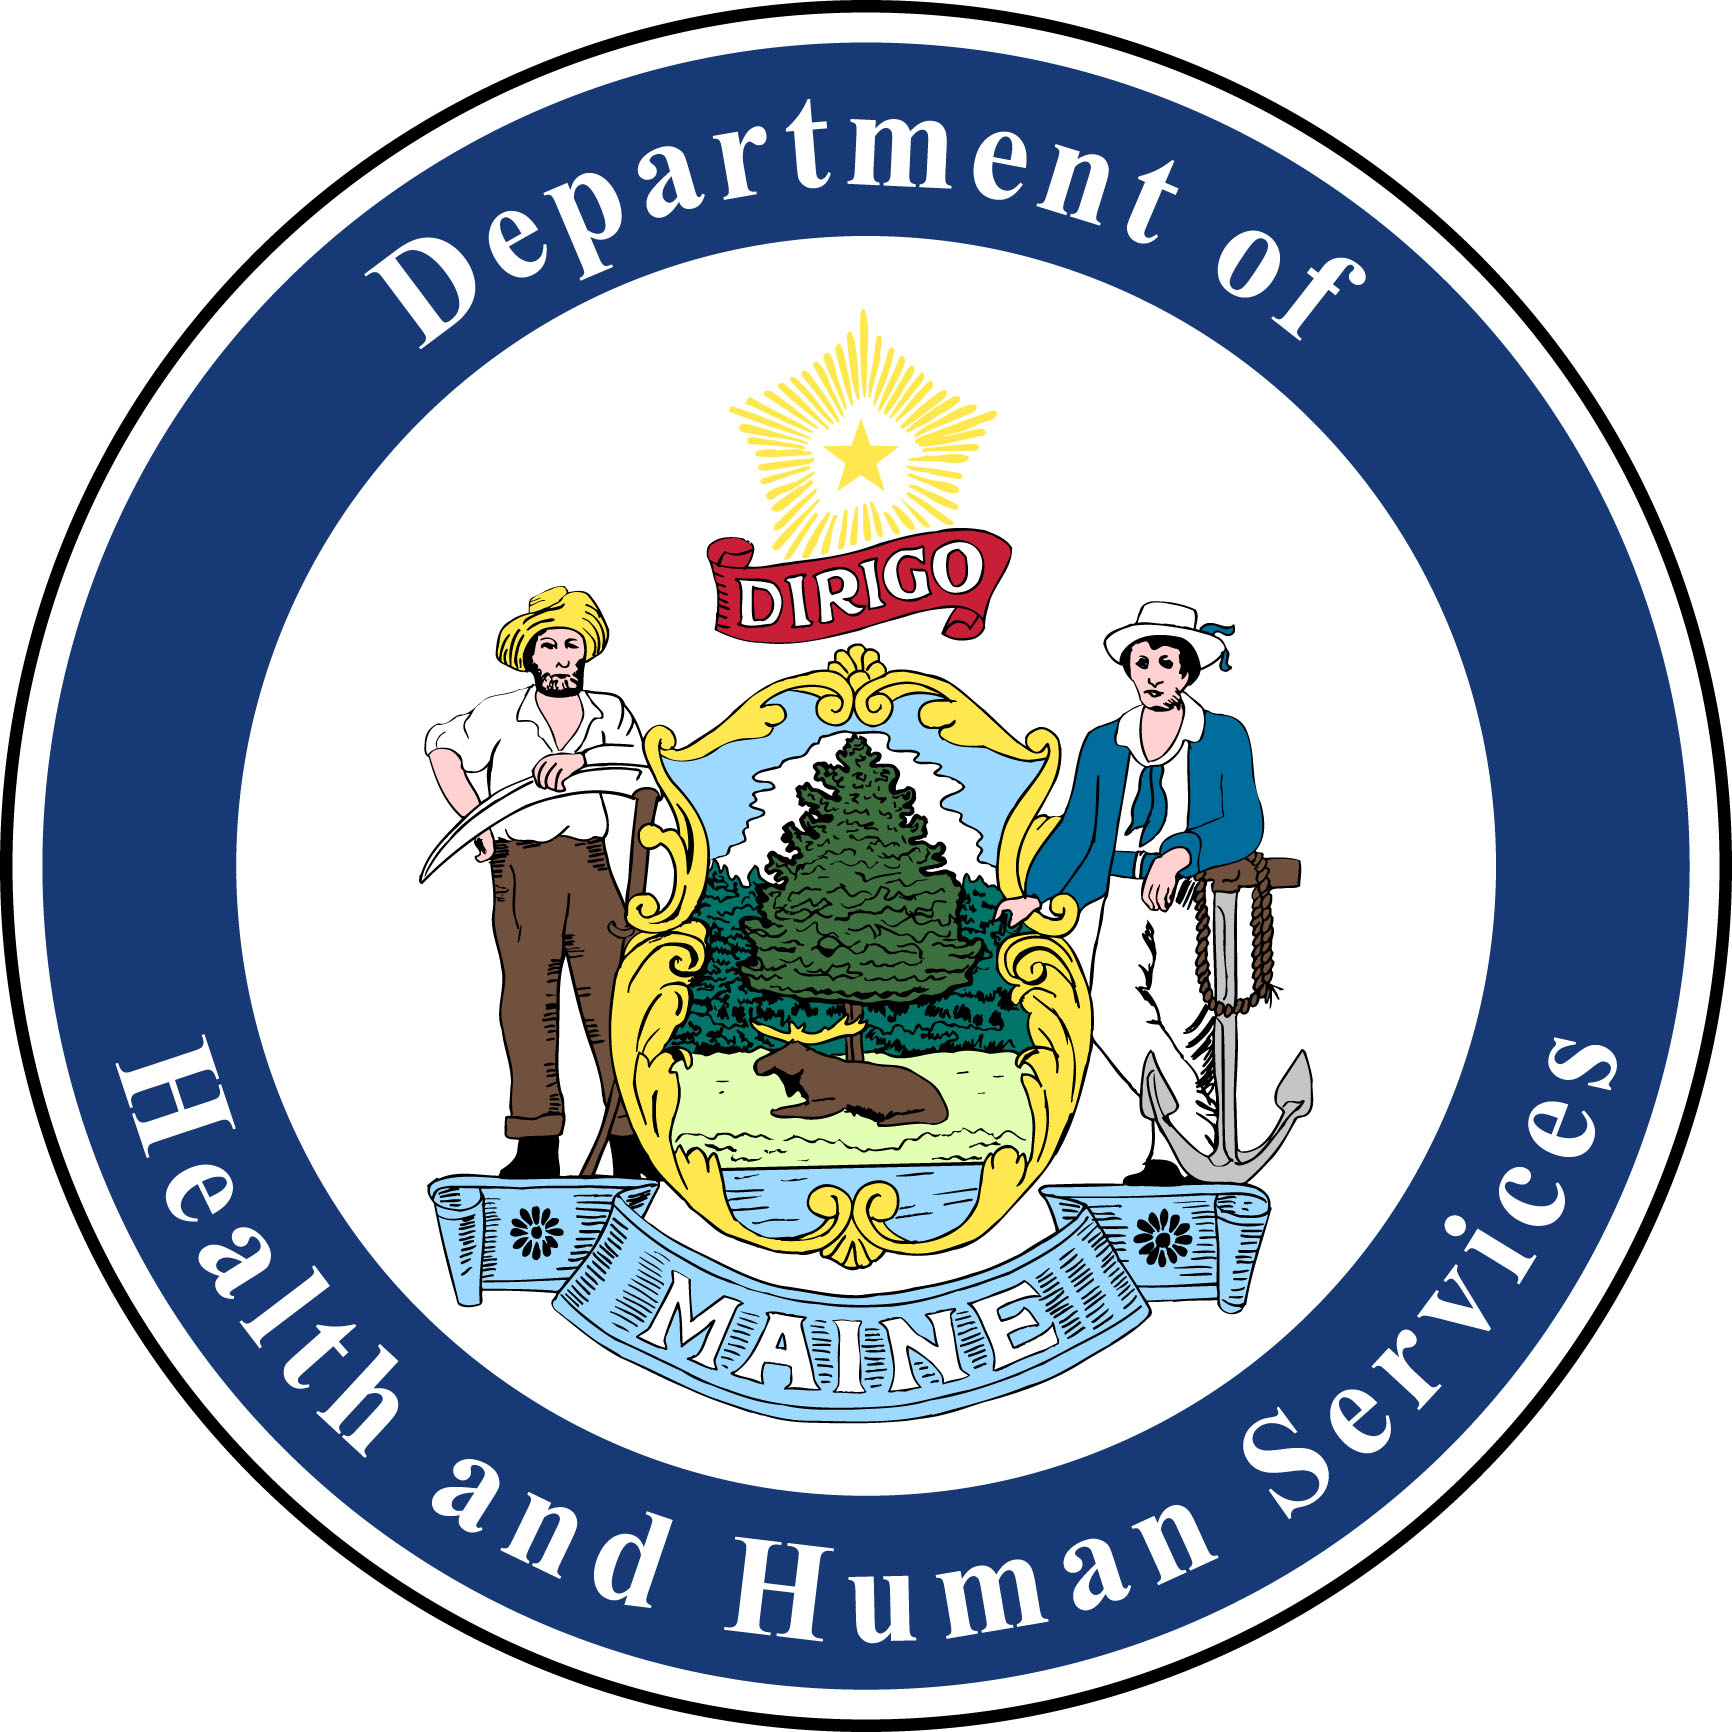 Department of
DIRIGO
MAINE
Health and Human Services